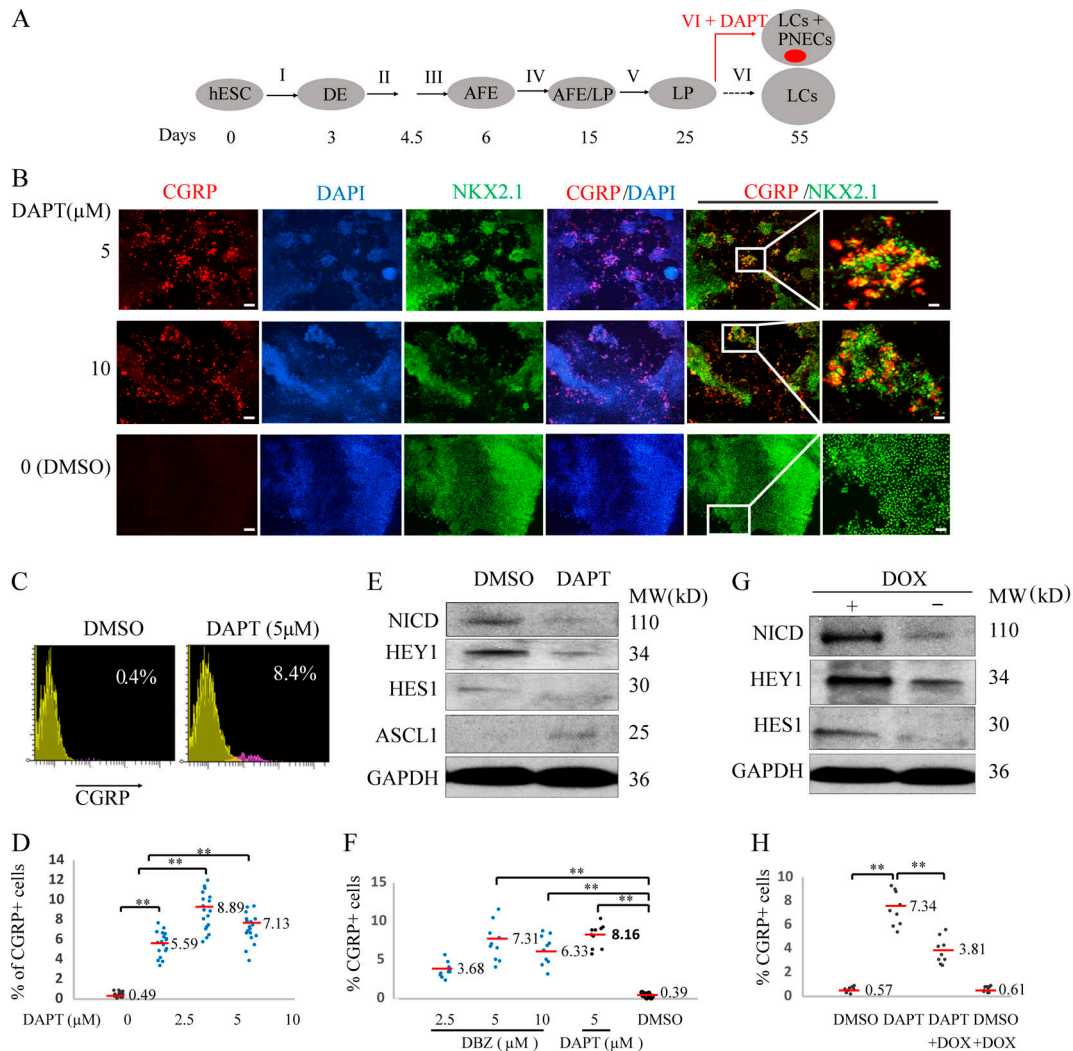 A
VI + DAPT
LCs +
PNECs
I II III IV V VI
hESC DE AFE AFE/LP LP LCs
Days 0 3 4.5 6 15 25 55
B
CGRP DAPI NKX2.1 CGRP/DAPI CGRP/NKX2.1
DAPT(μM)
5
10
0 (DMSO)
C
DMSO DAPT (5μM)
0.4% 8.4%
CGRP
E
DMSO DAPT MW(kD)
NICD 110
HEY1 34
HES1 30
ASCL1 25
GAPDH 36
G
DOX
+ − MW(kD)
NICD 110
HEY1 34
HES1 30
GAPDH 36
D
% of CGRP+ cells
14
12
10
8
6
4
2
0
** ** **
0.49 5.59 8.89 7.13
DAPT (μM) 0 2.5 5 10
F
% CGRP+ cells
15
10
5
0
** ** **
3.68 7.31 6.33 8.16 0.39
2.5 5 10 5 DMSO
DBZ ( μM ) DAPT ( μM )
H
% CGRP+ cells
10
8
6
4
2
0
** **
0.57 7.34 3.81 0.61
DMSO DAPT DAPT DMSO
+DOX +DOX